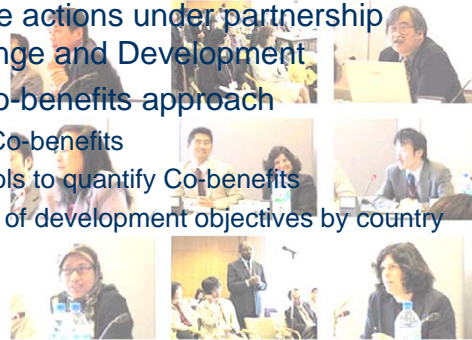 e actions under partnership
nge and Development
o-benefits approach
Co-benefits
ols to quantify Co-benefits
of development objectives by country